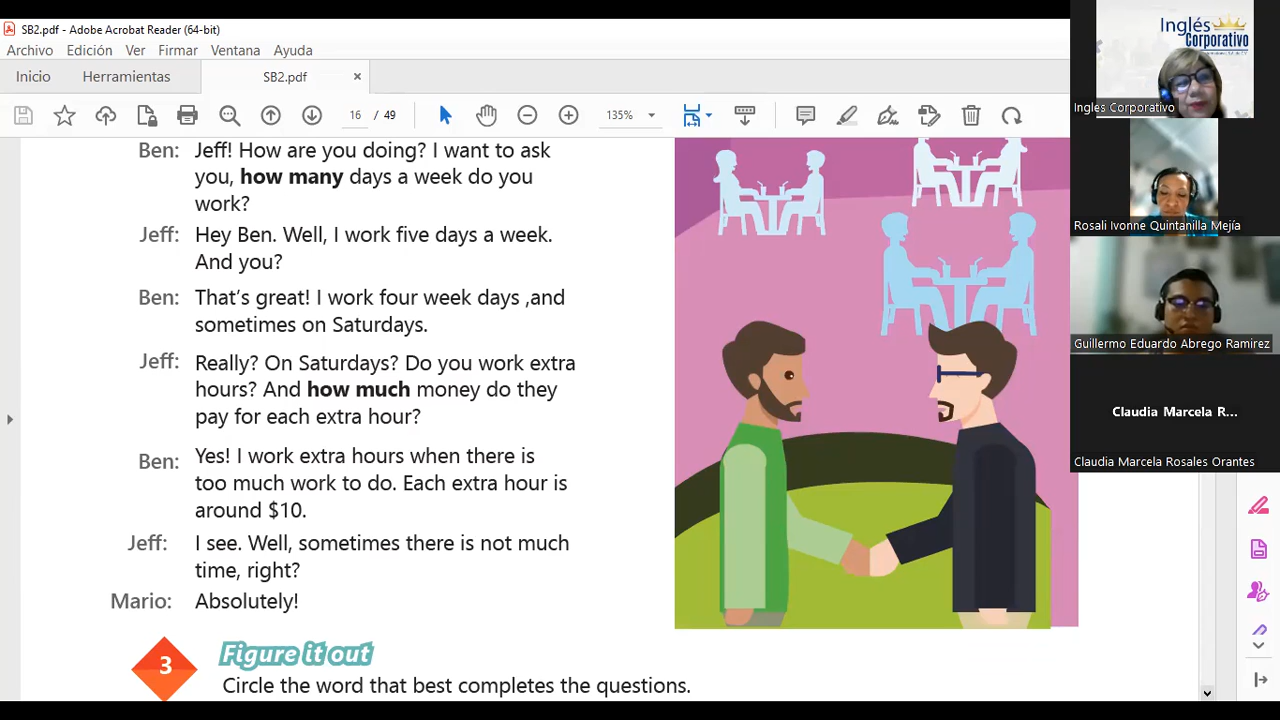 SB2.pdf - Adobe Acrobat Reader (64-bit)
Archivo Edición Ver Firmar Ventana Ayuda
Inicio Herramientas SB2.pdf ×
16 / 49 135%
Ben: Jeff! How are you doing? I want to ask
you, how many days a week do you
work?
Jeff: Hey Ben. Well, I work five days a week.
And you?
Ben: That's great! I work four week days ,and
sometimes on Saturdays.
Jeff: Really? On Saturdays? Do you work extra
hours? And how much money do they
pay for each extra hour?
Ben: Yes! I work extra hours when there is
too much work to do. Each extra hour is
around $10.
Jeff: I see. Well, sometimes there is not much
time, right?
Mario: Absolutely!
3 Figure it out
Circle the word that best completes the questions.
Inglés
Corporativo
Ingles Corporativo
Rosali Ivonne Quintanilla Mejía
Guillermo Eduardo Abrego Ramirez
Claudia Marcela R...
Claudia Marcela Rosales Orantes